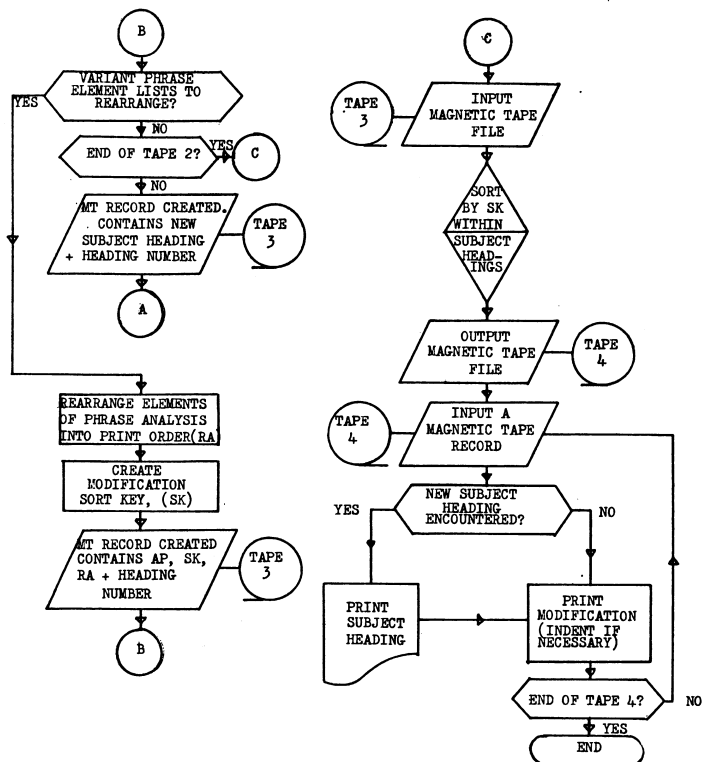 B
VARIANT PHRASE
ELEMENT LISTS TO
REARRANGE?
YES
NO
END OF TAPE 2?
YES
C
NO
MT RECORD CREATED.
CONTAINS NEW
SUBJECT HEADING
+ HEADING NUMBER
TAPE
3
A
REARRANGE ELEMENTS
OF PHRASE ANALYSIS
INTO PRINT ORDER(RA)
CREATE
MODIFICATION
SORT KEY, (SK)
MT RECORD CREATED
CONTAINS AP, SK,
RA + HEADING
NUMBER
TAPE
3
B
C
TAPE
3
INPUT
MAGNETIC TAPE
FILE
SORT
BY SK
WITHIN
SUBJECT
HEAD-
INGS
OUTPUT
MAGNETIC TAPE
FILE
TAPE
4
TAPE
4
INPUT A
MAGNETIC TAPE
RECORD
NEW SUBJECT
HEADING
ENCOUNTERED?
YES
NO
PRINT
SUBJECT
HEADING
PRINT
MODIFICATION
(INDENT IF
NECESSARY)
END OF TAPE 4?
NO
YES
END